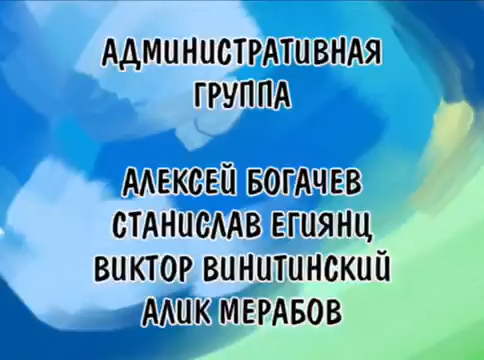 АДМИНИСТРАТИВНАЯ
ГРУППА
АЛЕКСЕЙ БОГАЧЕВ
СТАНИСЛАВ ЕГИЯНЦ
ВИКТОР ВИНИТИНСКИЙ
АЛИК МЕРАБОВ